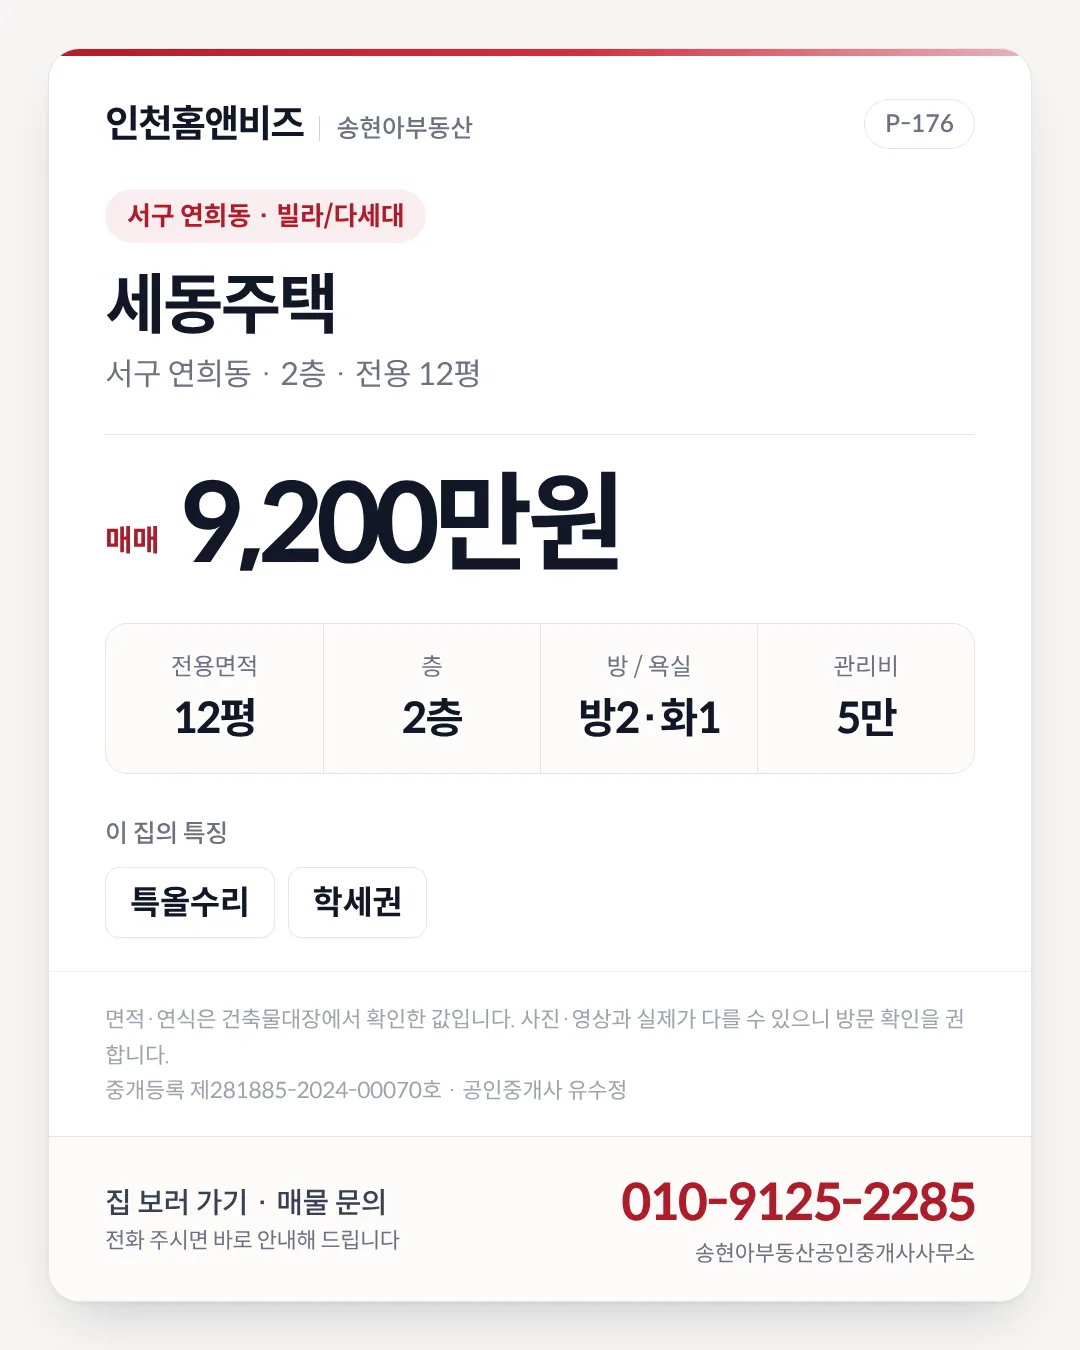 인천홈앤비즈 | 송현아부동산
P-176
서구 연희동 · 빌라/다세대
세동주택
서구 연희동 · 2층 · 전용 12평
매매 9,200만원
전용면적 층 방 / 욕실 관리비
12평 2층 방2·화1 5만
이 집의 특징
특올수리 학세권
면적·연식은 건축물대장에서 확인한 값입니다. 사진·영상과 실제가 다를 수 있으니 방문 확인을 권
합니다.
중개등록 제281885-2024-00070호 · 공인중개사 유수정
집 보러 가기 · 매물 문의
전화 주시면 바로 안내해 드립니다
010-9125-2285
송현아부동산공인중개사사무소